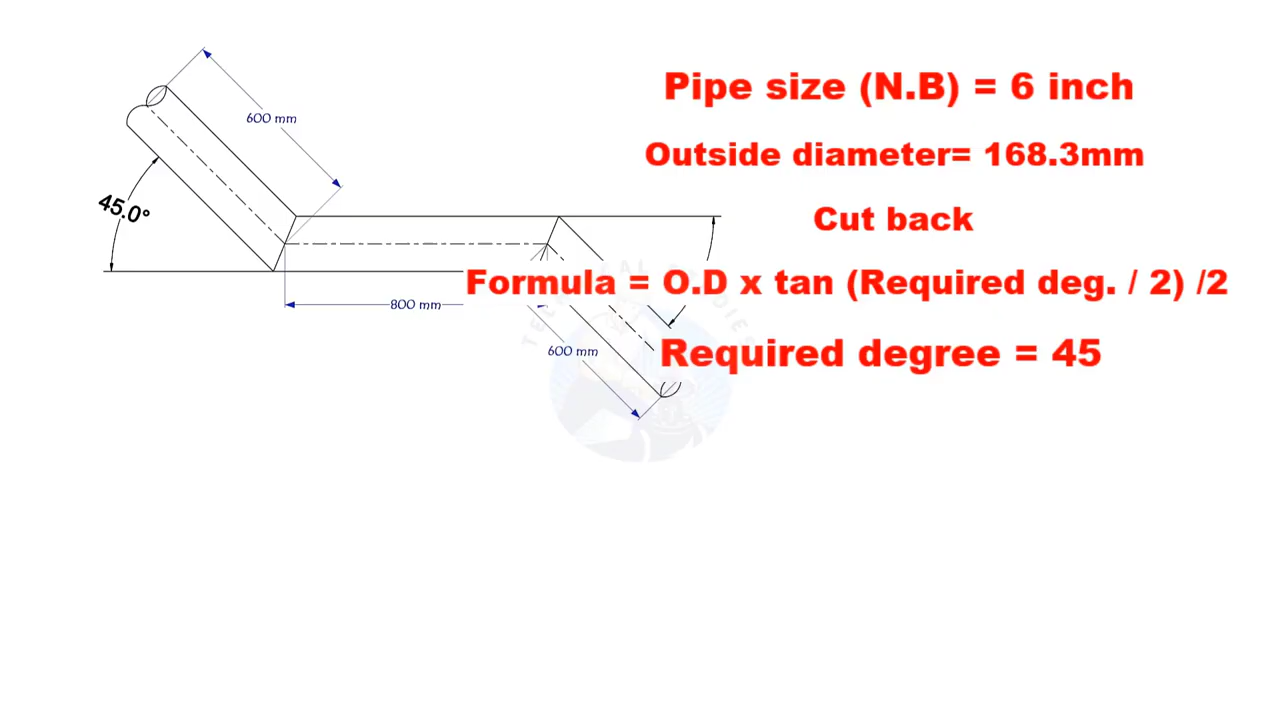 600 mm
Pipe size (N.B) = 6 inch
Outside diameter= 168.3mm
45.0°
Cut back
Formula = O.D x tan (Required deg. / 2) /2
800 mm
600 mm
Required degree = 45